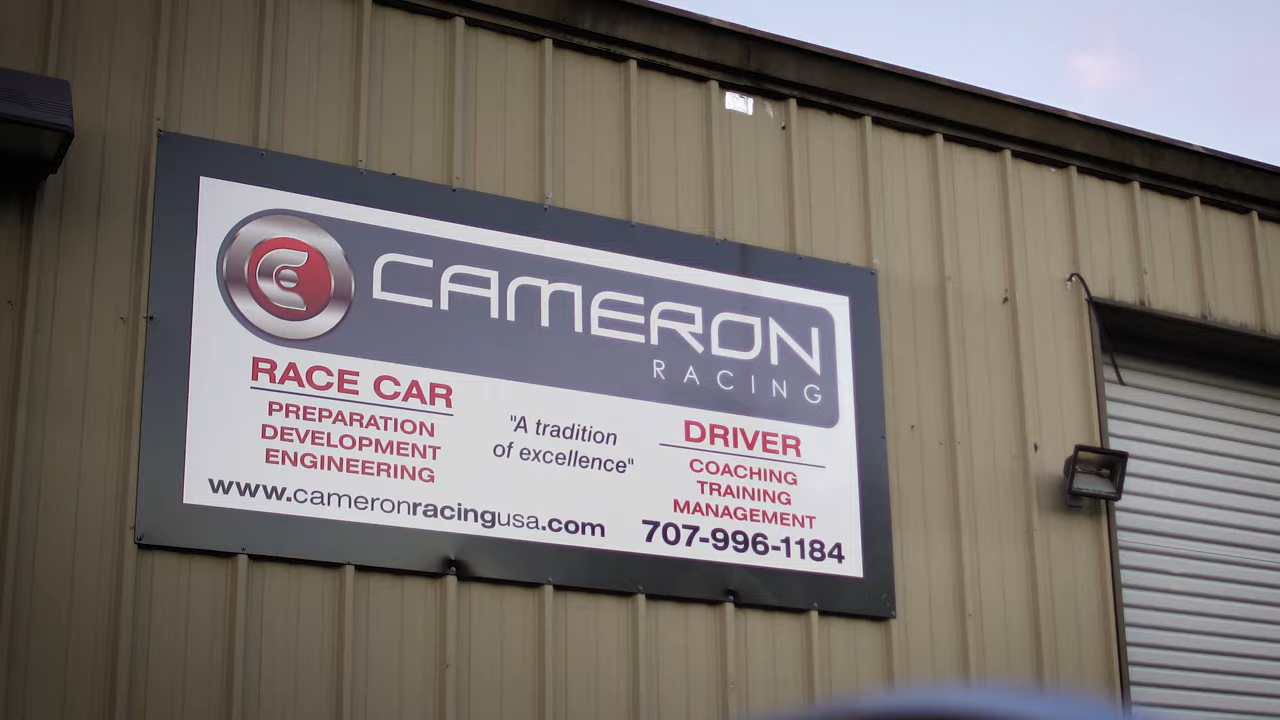 CAMERON
RACING
RACE CAR
PREPARATION
DEVELOPMENT
ENGINEERING
"A tradition
of excellence"
DRIVER
COACHING
TRAINING
MANAGEMENT
www.cameronracingusa.com
707-996-1184